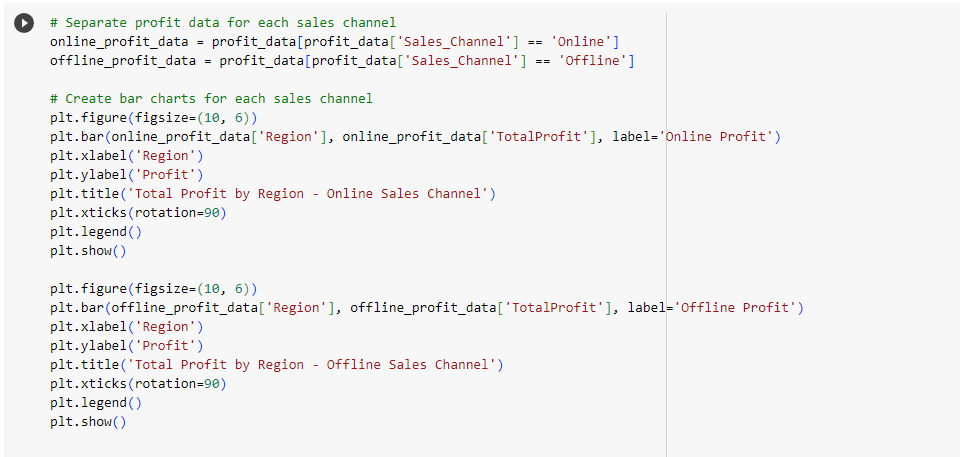 # Separate profit data for each sales channel
online_profit_data = profit_data[profit_data['Sales_Channel'] == 'Online']
offline_profit_data = profit_data[profit_data['Sales_Channel'] == 'Offline']
# Create bar charts for each sales channel
plt.figure(figsize=(10, 6))
plt.bar(online_profit_data['Region'], online_profit_data['TotalProfit'], label='Online Profit')
plt.xlabel('Region')
plt.ylabel('Profit')
plt.title('Total Profit by Region - Online Sales Channel')
plt.xticks(rotation=90)
plt.legend()
plt.show()
plt.figure(figsize=(10, 6))
plt.bar(offline_profit_data['Region'], offline_profit_data['TotalProfit'], label='Offline Profit')
plt.xlabel('Region')
plt.ylabel('Profit')
plt.title('Total Profit by Region - Offline Sales Channel')
plt.xticks(rotation=90)
plt.legend()
plt.show()